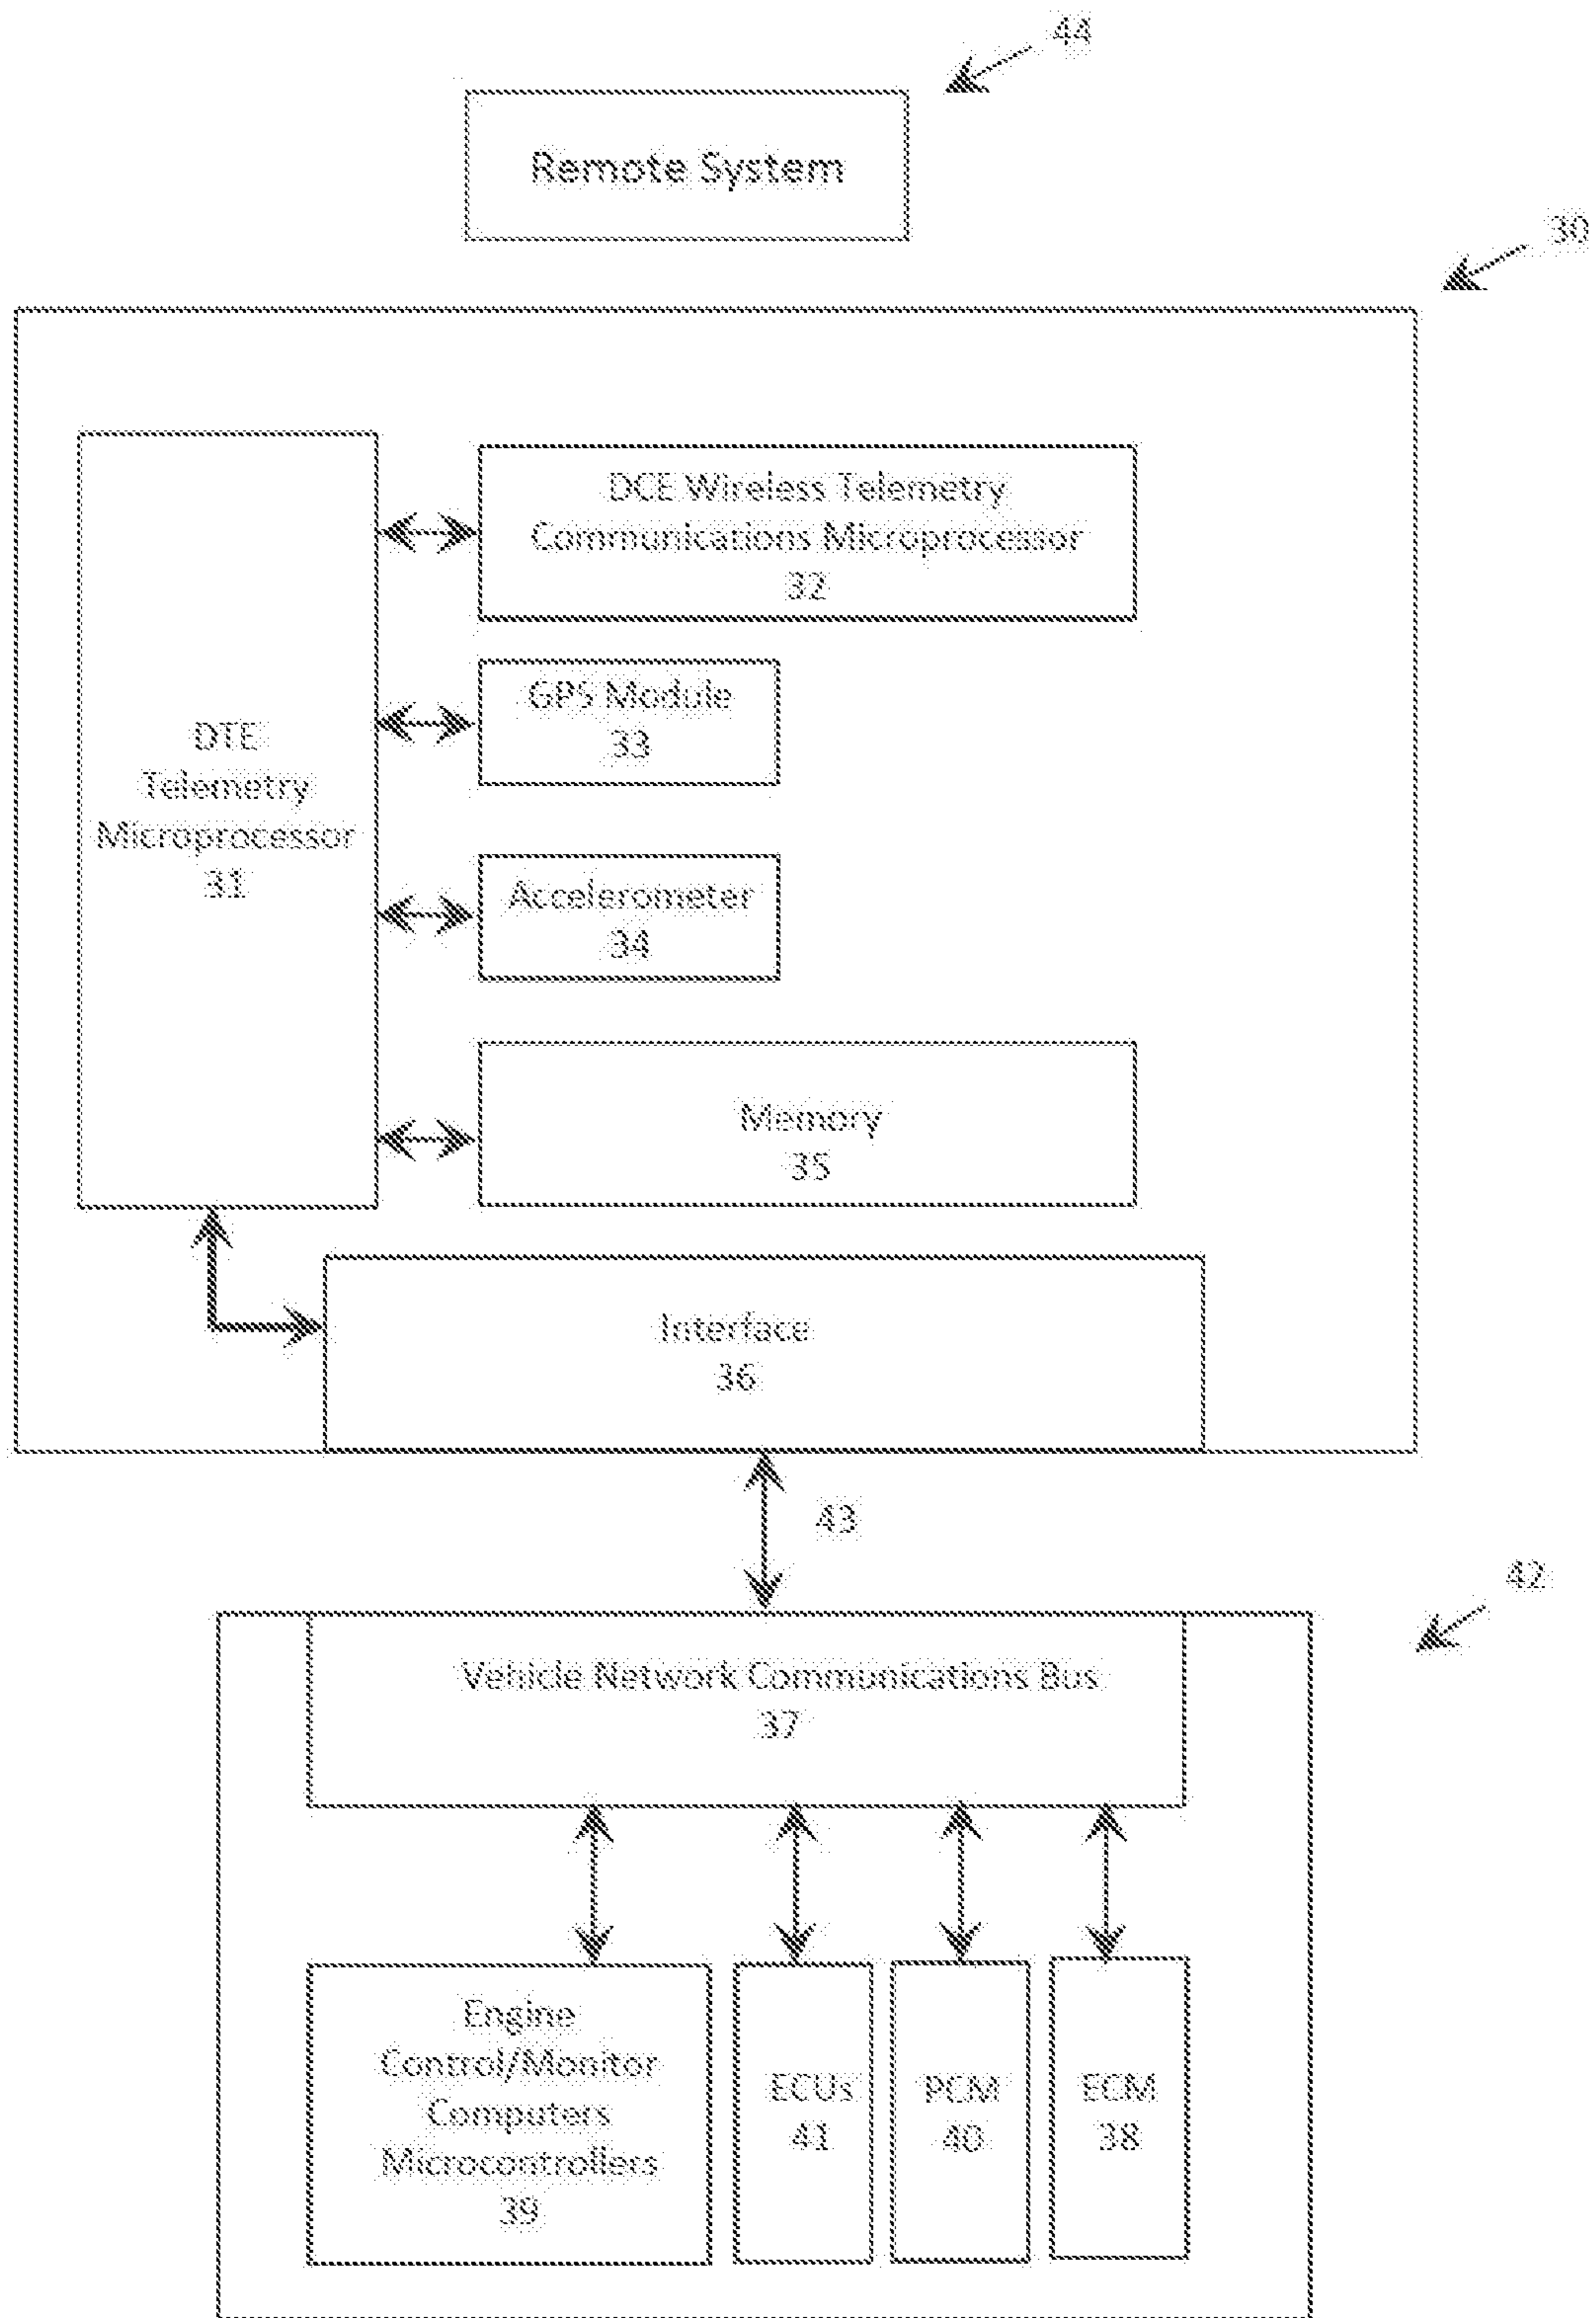 44
Remote System
30
DCE Wireless Telemetry
Communications Microprocessor
32
GPS Module
33
DTE
Telemetry
Microprocessor
31
Accelerometer
34
Memory
35
Interface
36
43
42
Vehicle Network Communications Bus
37
Engine
Control/Monitor
Computers
Microcontrollers
39
ECUs
41
PCM
40
ECM
38